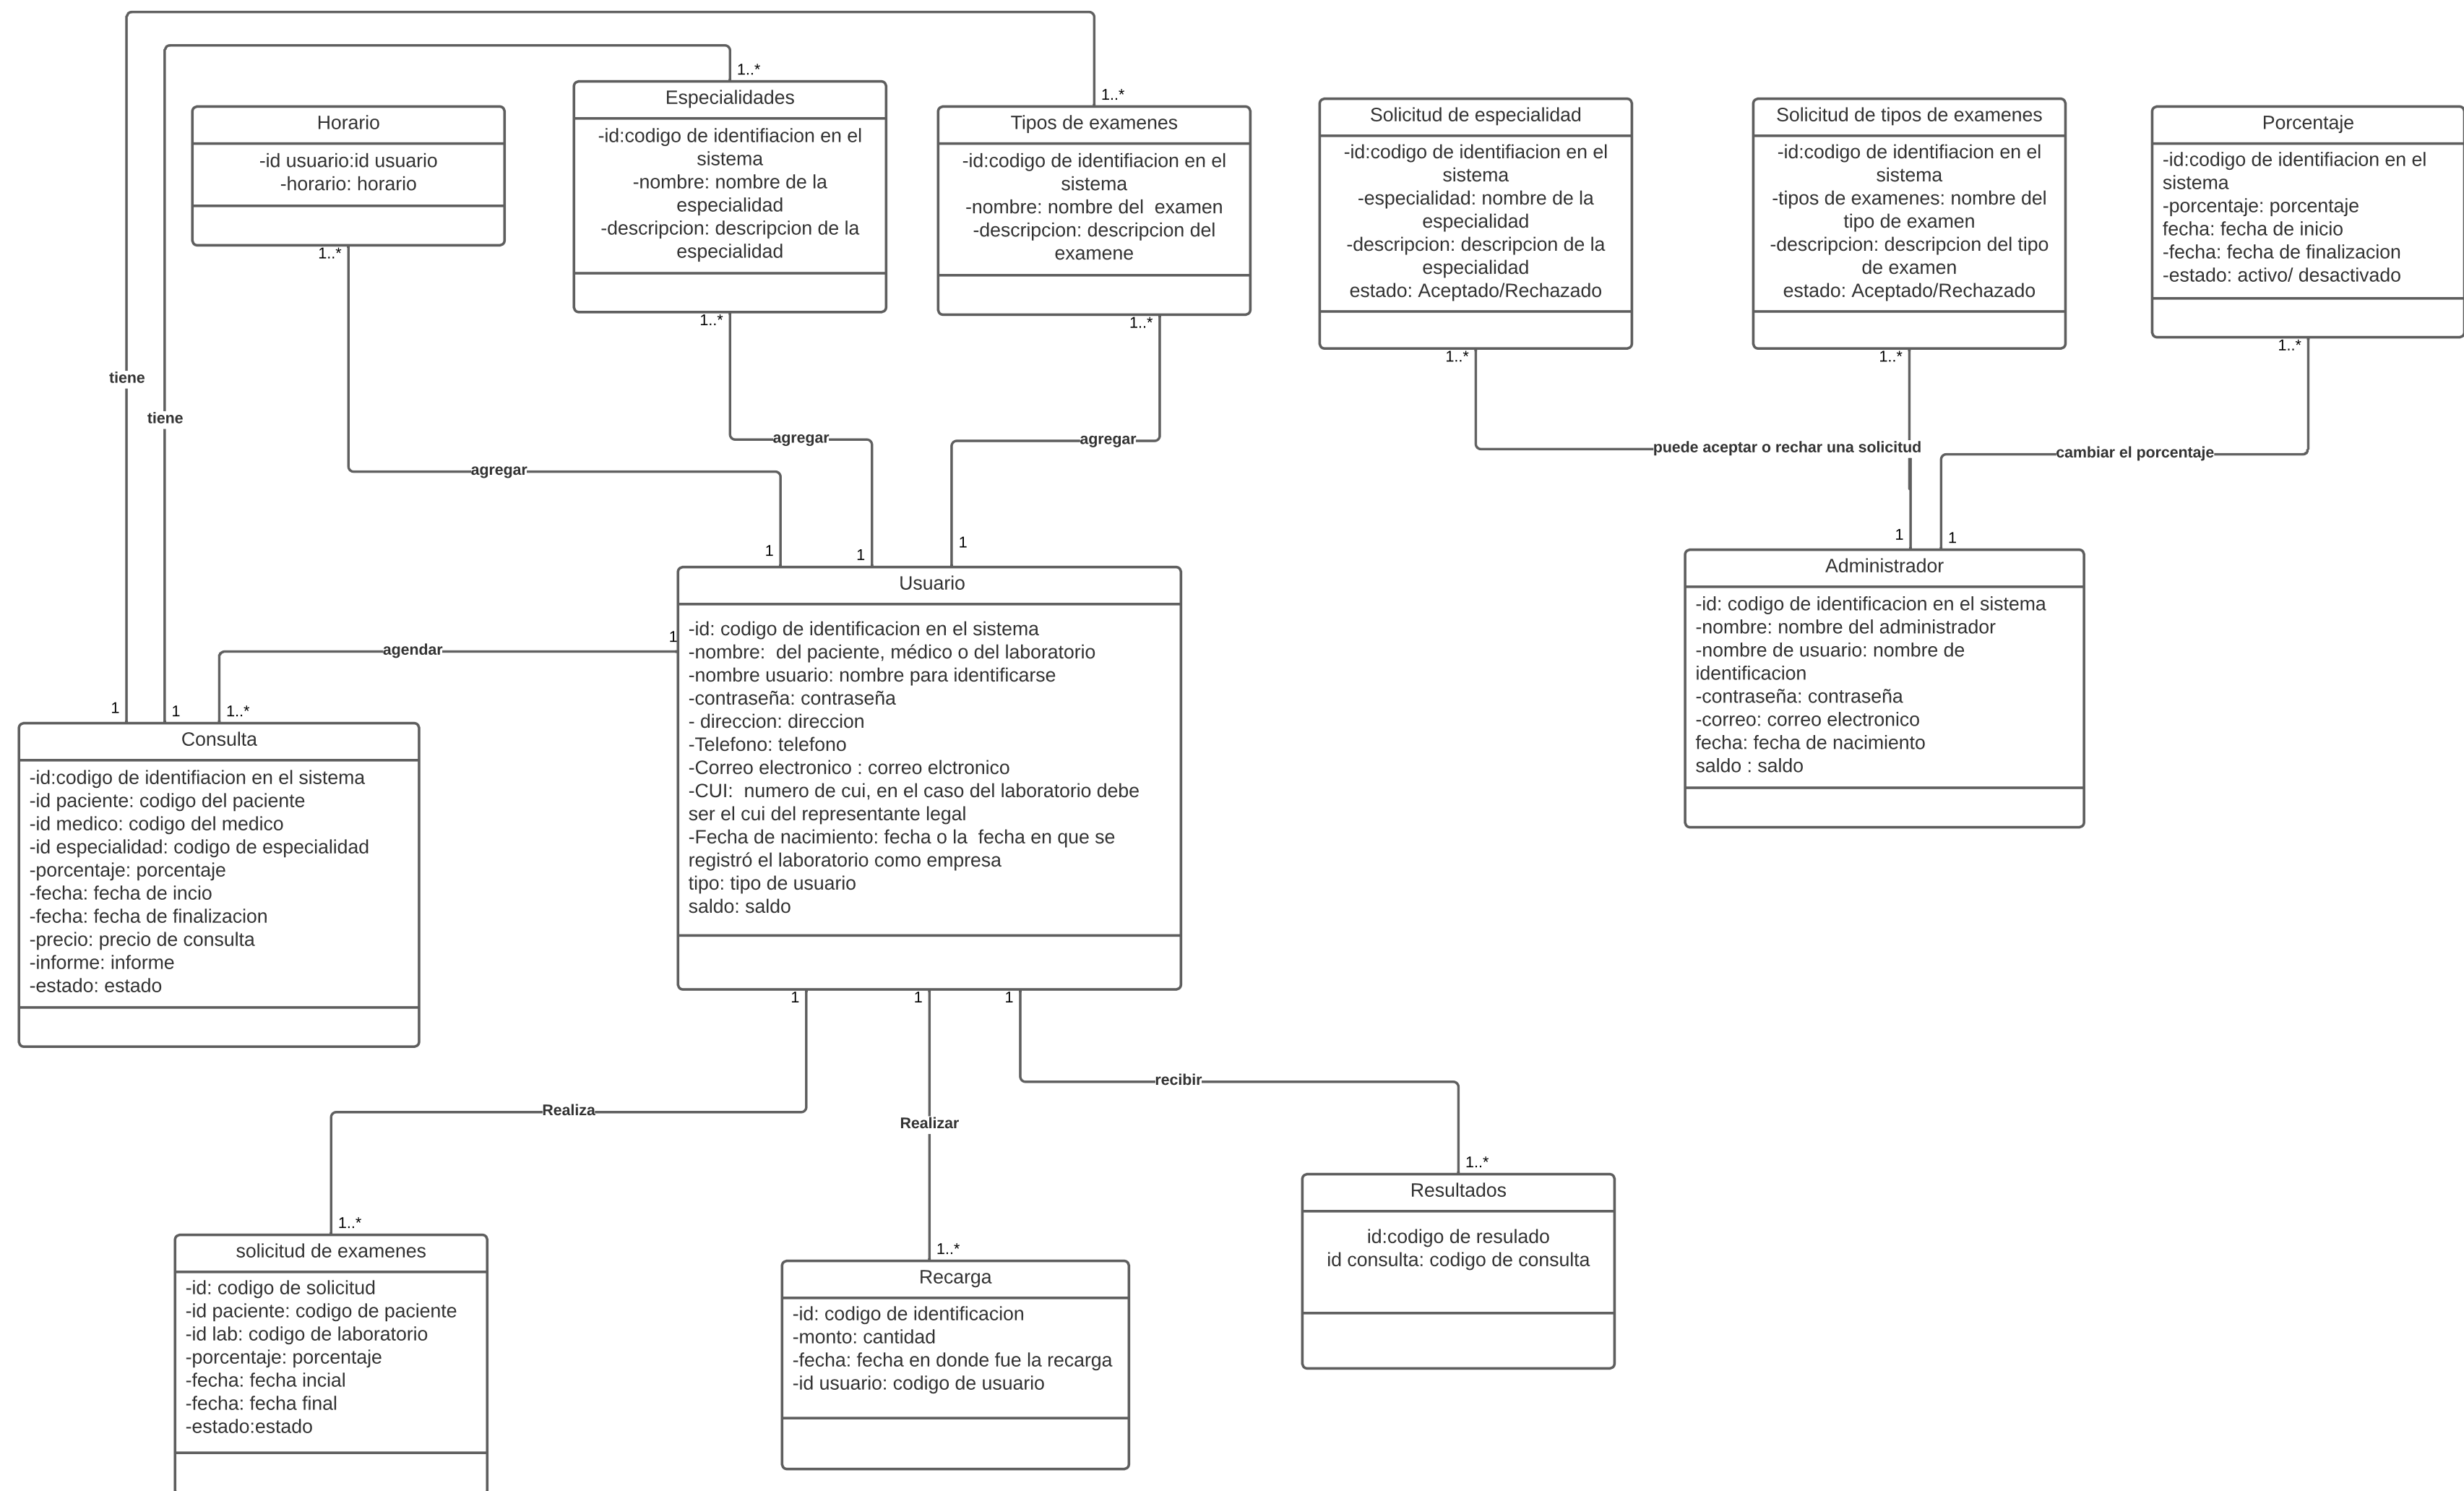 1..*
1..*
Horario
-id usuario:id usuario
-horario: horario
1..*
Especialidades
-id:codigo de identifiacion en el
sistema
-nombre: nombre de la
especialidad
-descripcion: descripcion de la
especialidad
1..*
Tipos de examenes
-id:codigo de identifiacion en el
sistema
-nombre: nombre del  examen
-descripcion: descripcion del
examene
1..*
Solicitud de especialidad
-id:codigo de identifiacion en el
sistema
-especialidad: nombre de la
especialidad
-descripcion: descripcion de la
especialidad
estado: Aceptado/Rechazado
1..*
Solicitud de tipos de examenes
-id:codigo de identifiacion en el
sistema
-tipos de examenes: nombre del
tipo de examen
-descripcion: descripcion del tipo
de examen
estado: Aceptado/Rechazado
1..*
Porcentaje
-id:codigo de identifiacion en el
sistema
-porcentaje: porcentaje
fecha: fecha de inicio
-fecha: fecha de finalizacion
-estado: activo/ desactivado
1..*
tiene
tiene
agregar
agregar
agregar
puede aceptar o rechar una solicitud
cambiar el porcentaje
1
1
1
1
1
Usuario
-id: codigo de identificacion en el sistema
-nombre:  del paciente, médico o del laboratorio
-nombre usuario: nombre para identificarse
-contraseña: contraseña
- direccion: direccion
-Telefono: telefono
-Correo electronico : correo elctronico
-CUI:  numero de cui, en el caso del laboratorio debe
ser el cui del representante legal
-Fecha de nacimiento: fecha o la  fecha en que se
registró el laboratorio como empresa
tipo: tipo de usuario
saldo: saldo
Administrador
-id: codigo de identificacion en el sistema
-nombre: nombre del administrador
-nombre de usuario: nombre de
identificacion
-contraseña: contraseña
-correo: correo electronico
fecha: fecha de nacimiento
saldo : saldo
1
agendar
1
1
1..*
Consulta
-id:codigo de identifiacion en el sistema
-id paciente: codigo del paciente
-id medico: codigo del medico
-id especialidad: codigo de especialidad
-porcentaje: porcentaje
-fecha: fecha de incio
-fecha: fecha de finalizacion
-precio: precio de consulta
-informe: informe
-estado: estado
1
1
1
Realiza
Realizar
recibir
1..*
1..*
1..*
solicitud de examenes
-id: codigo de solicitud
-id paciente: codigo de paciente
-id lab: codigo de laboratorio
-porcentaje: porcentaje
-fecha: fecha incial
-fecha: fecha final
-estado:estado
Recarga
-id: codigo de identificacion
-monto: cantidad
-fecha: fecha en donde fue la recarga
-id usuario: codigo de usuario
Resultados
id:codigo de resulado
id consulta: codigo de consulta